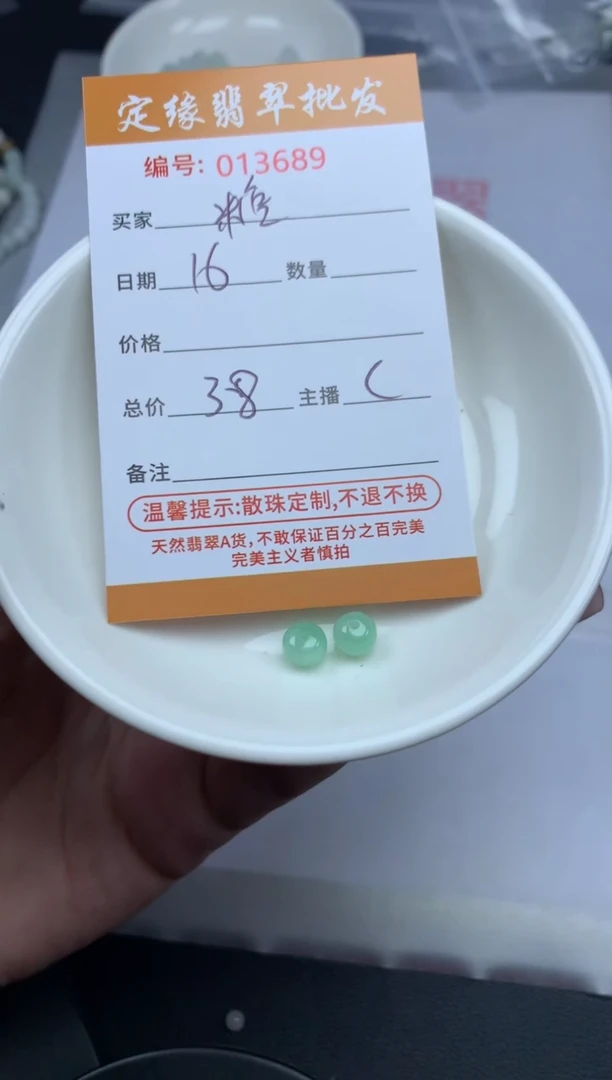 定缘翡翠批发
编号: 013689
买家
日期 16 数量
价格
总价 38 主播 C
备注
温馨提示:散珠定制,不退不换
天然翡翠A货,不敢保证百分之百完美
完美主义者慎拍